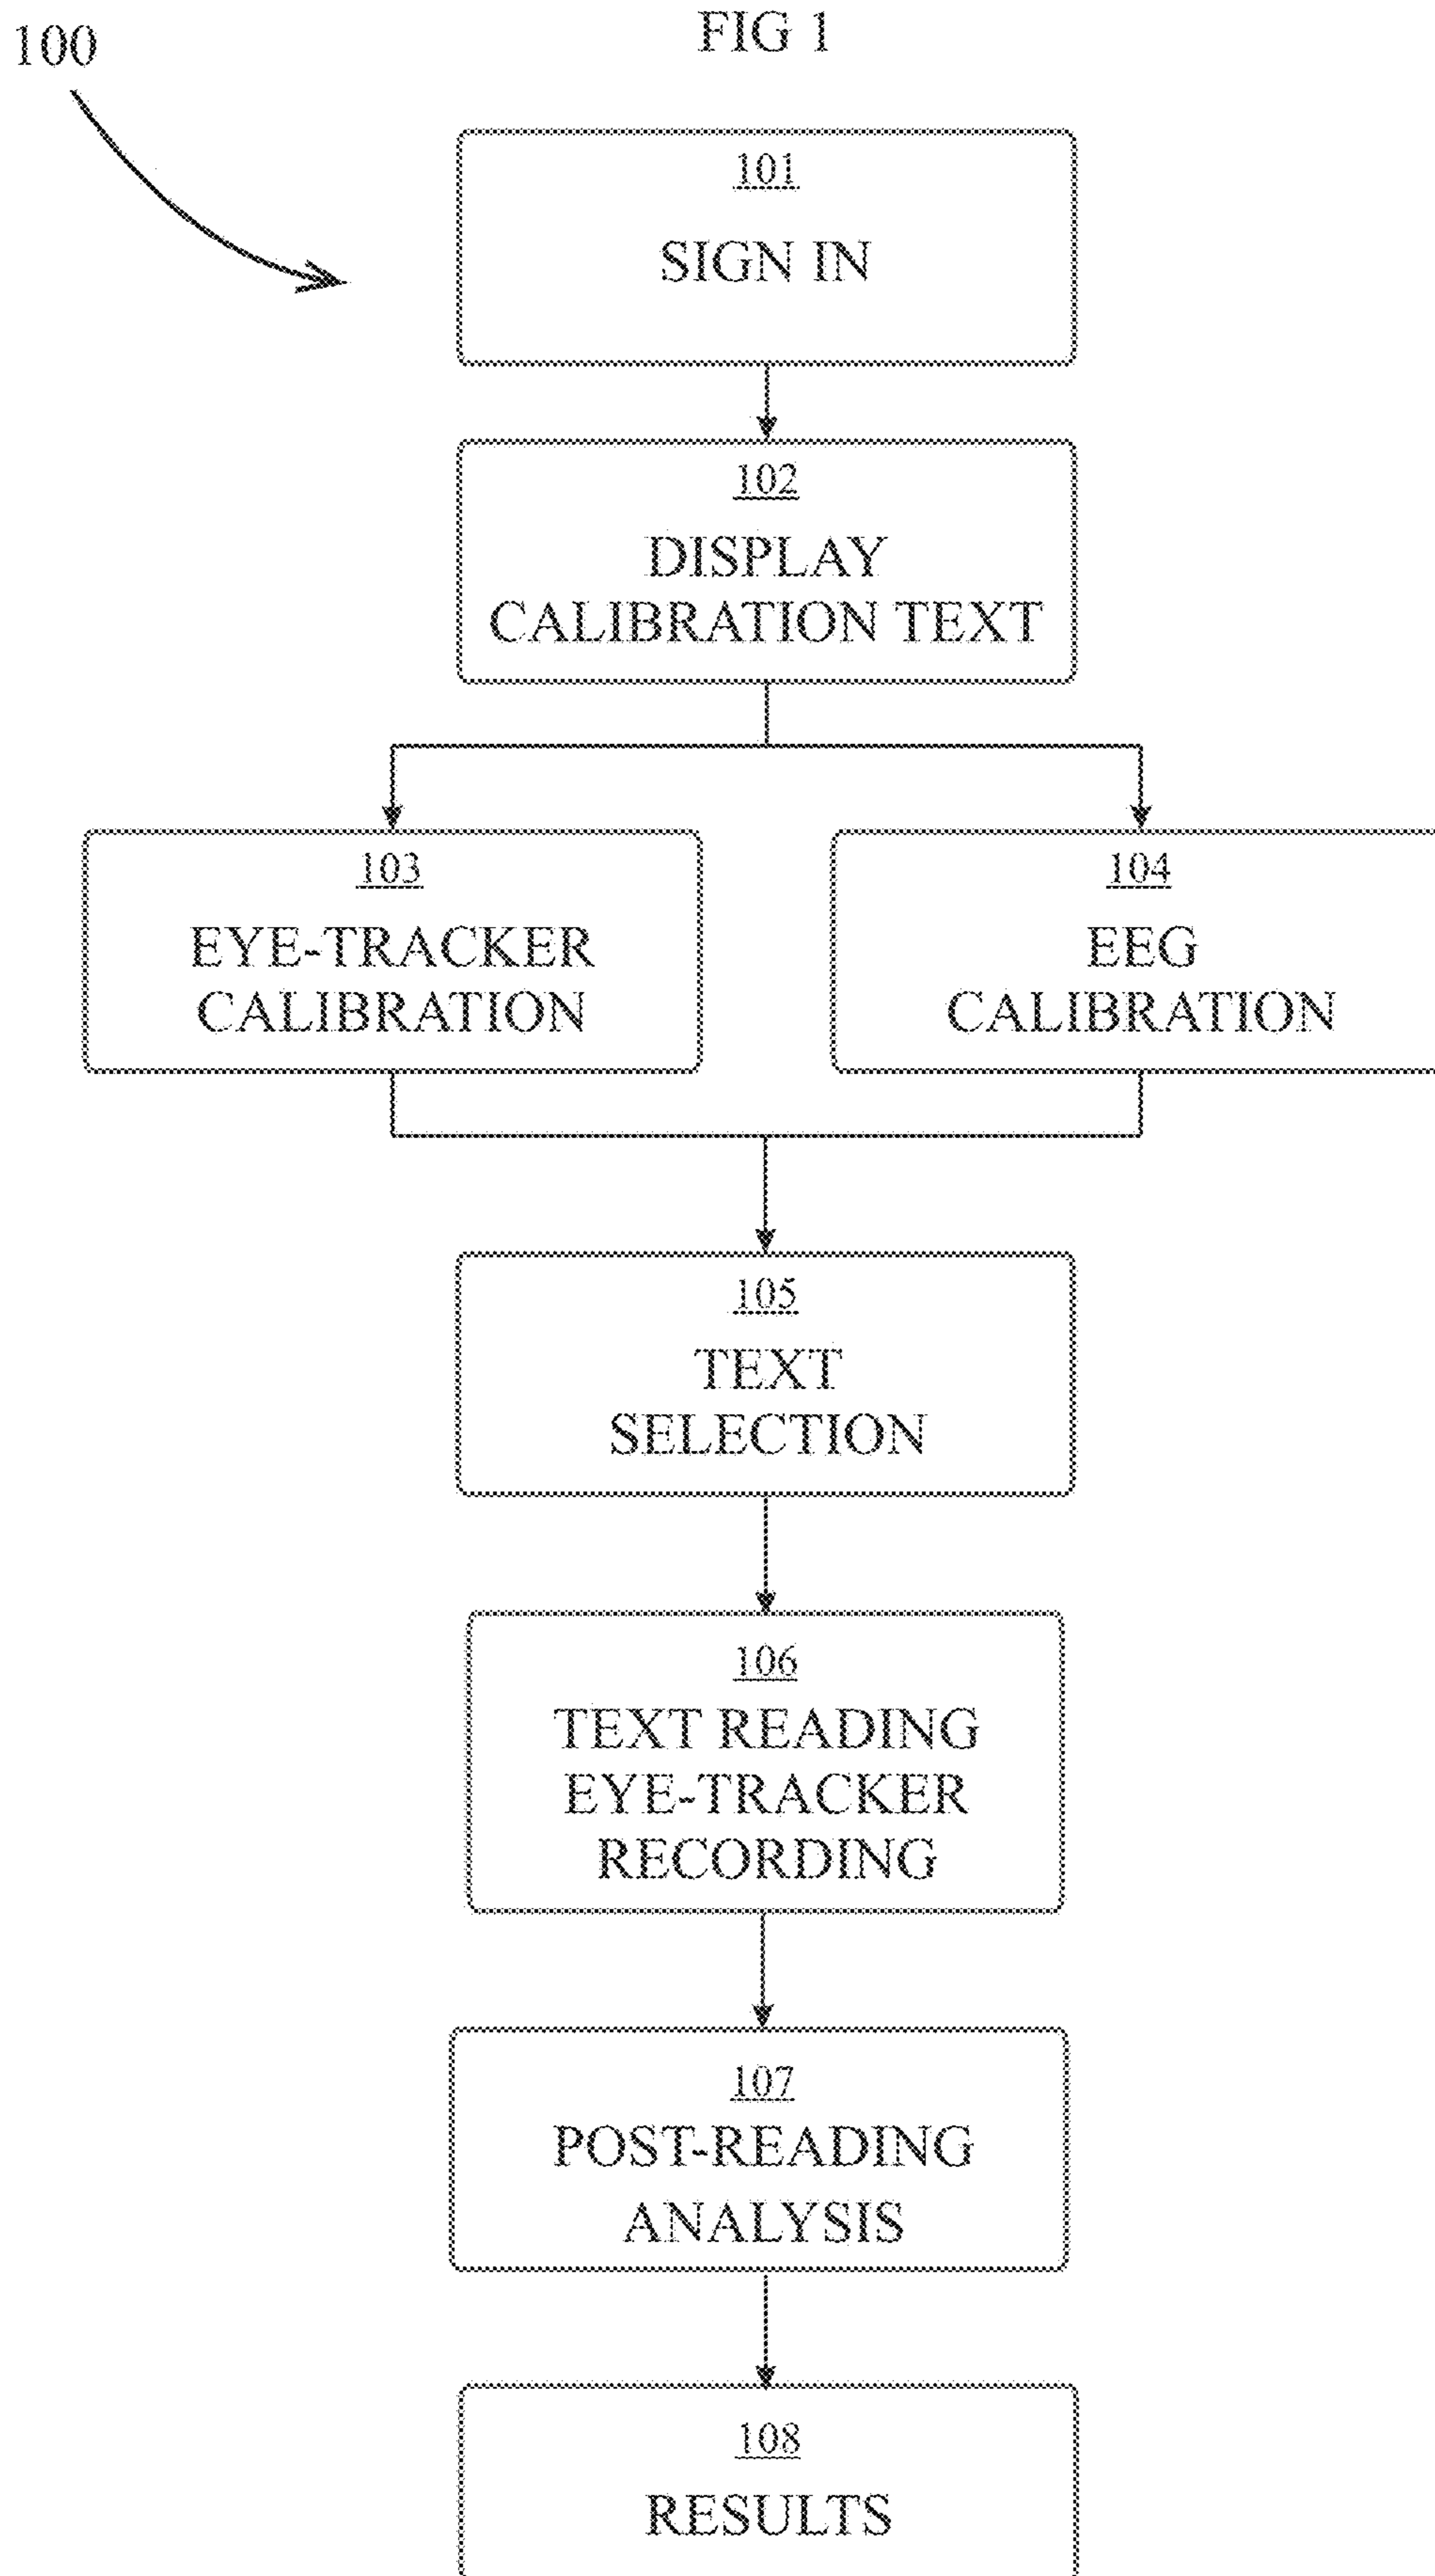 100
FIG 1
101
SIGN IN
102
DISPLAY
CALIBRATION TEXT
103
EYE-TRACKER
CALIBRATION
104
EEG
CALIBRATION
105
TEXT
SELECTION
106
TEXT READING
EYE-TRACKER
RECORDING
107
POST-READING
ANALYSIS
108
RESULTS